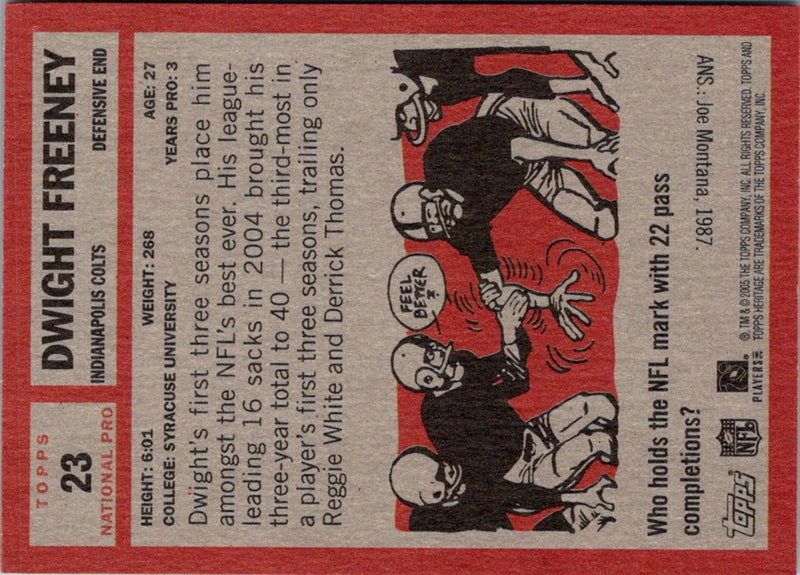 TOPPS
23
NATIONAL PRO
DWIGHT FREENEY
INDIANAPOLIS COLTS DEFENSIVE END
HEIGHT: 6:01 WEIGHT: 268 AGE: 27
COLLEGE: SYRACUSE UNIVERSITY YEARS PRO: 3
Dwight's first three seasons place him
amongst the NFL's best ever. His league-
leading 16 sacks in 2004 brought his
three-year total to 40 — the third-most in
a player's first three seasons, trailing only
Reggie White and Derrick Thomas.
FEEL
BETTER
?
Who holds the NFL mark with 22 pass
completions?
ANS.: Joe Montana, 1987.
topps
NFL
PLAYERS INC
®, TM & © 2005 THE TOPPS COMPANY, INC. ALL RIGHTS RESERVED. TOPPS AND
TOPPS HERITAGE ARE TRADEMARKS OF THE TOPPS COMPANY, INC.